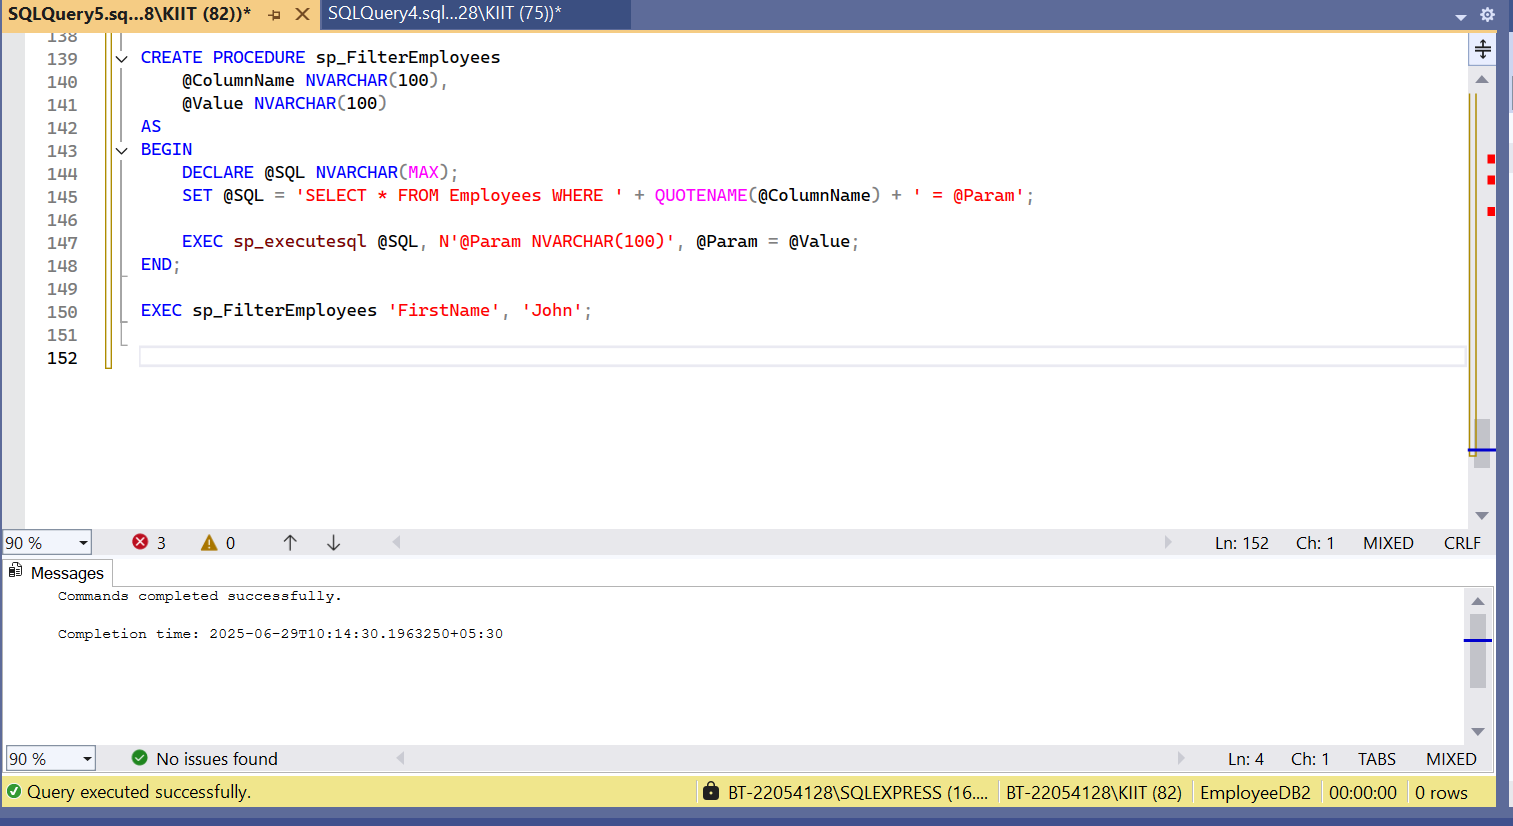 SQLQuery5.sq...8\KIIT (82))* SQLQuery4.sql...28\KIIT (75))*
138
139 CREATE PROCEDURE sp_FilterEmployees
140 @ColumnName NVARCHAR(100),
141 @Value NVARCHAR(100)
142 AS
143 BEGIN
144 DECLARE @SQL NVARCHAR(MAX);
145 SET @SQL = 'SELECT * FROM Employees WHERE ' + QUOTENAME(@ColumnName) + ' = @Param';
146
147 EXEC sp_executesql @SQL, N'@Param NVARCHAR(100)', @Param = @Value;
148 END;
149
150 EXEC sp_FilterEmployees 'FirstName', 'John';
151
152
90 % 3 0 Ln: 152 Ch: 1 MIXED CRLF
Messages
Commands completed successfully.
Completion time: 2025-06-29T10:14:30.1963250+05:30
90 % No issues found Ln: 4 Ch: 1 TABS MIXED
Query executed successfully. BT-22054128\SQLEXPRESS (16.... BT-22054128\KIIT (82) EmployeeDB2 00:00:00 0 rows